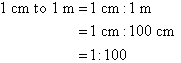 1 cm to 1 m = 1 cm : 1 m
= 1 cm : 100 cm
= 1: 100